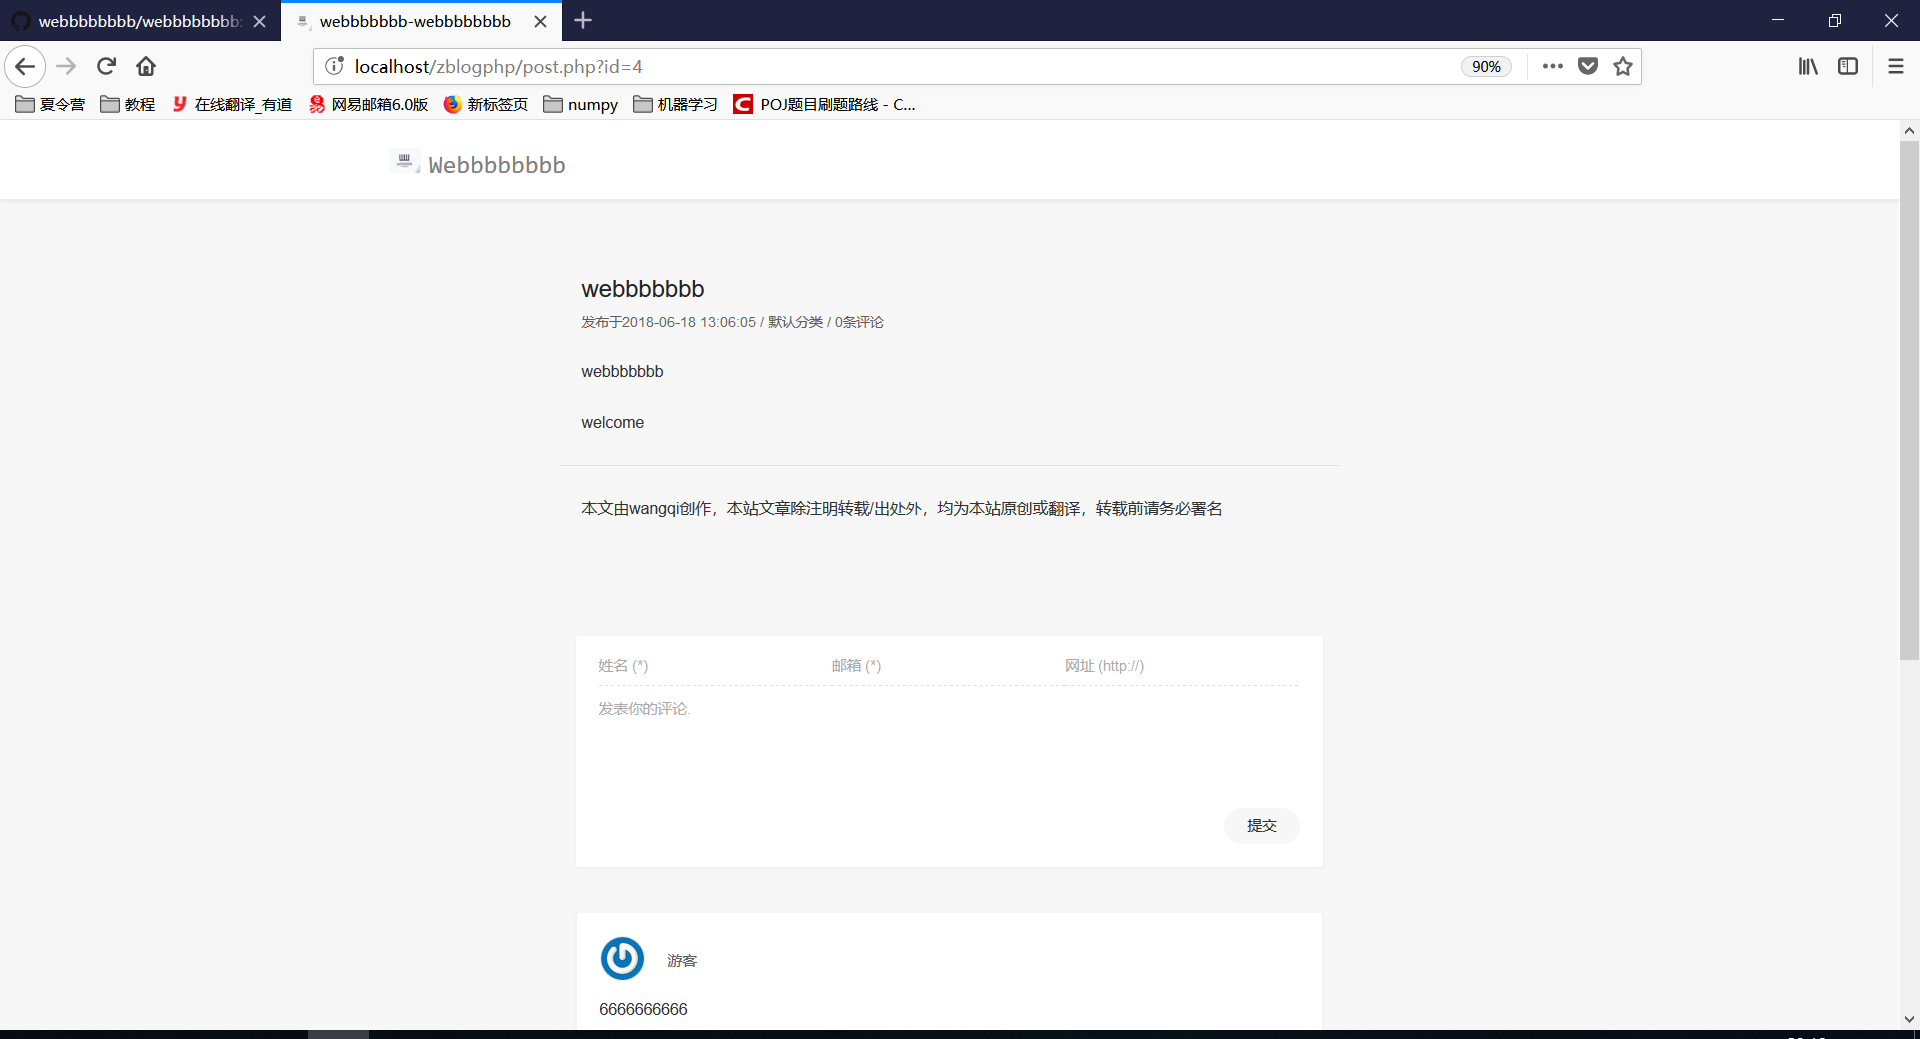 webbbbbbbb/webbbbbbbb:
webbbbbbb-webbbbbbbb
localhost/zblogphp/post.php?id=4
90%
夏令营
教程
在线翻译_有道
网易邮箱6.0版
新标签页
numpy
机器学习
POJ题目刷题路线 - C...
Webbbbbbbbb
webbbbbbb
发布于2018-06-18 13:06:05 / 默认分类 / 0条评论
webbbbbbb
welcome
本文由wangqi创作，本站文章除注明转载/出处外，均为本站原创或翻译，转载前请务必署名
姓名 (*)
邮箱 (*)
网址 (http://)
发表你的评论.
提交
游客
6666666666